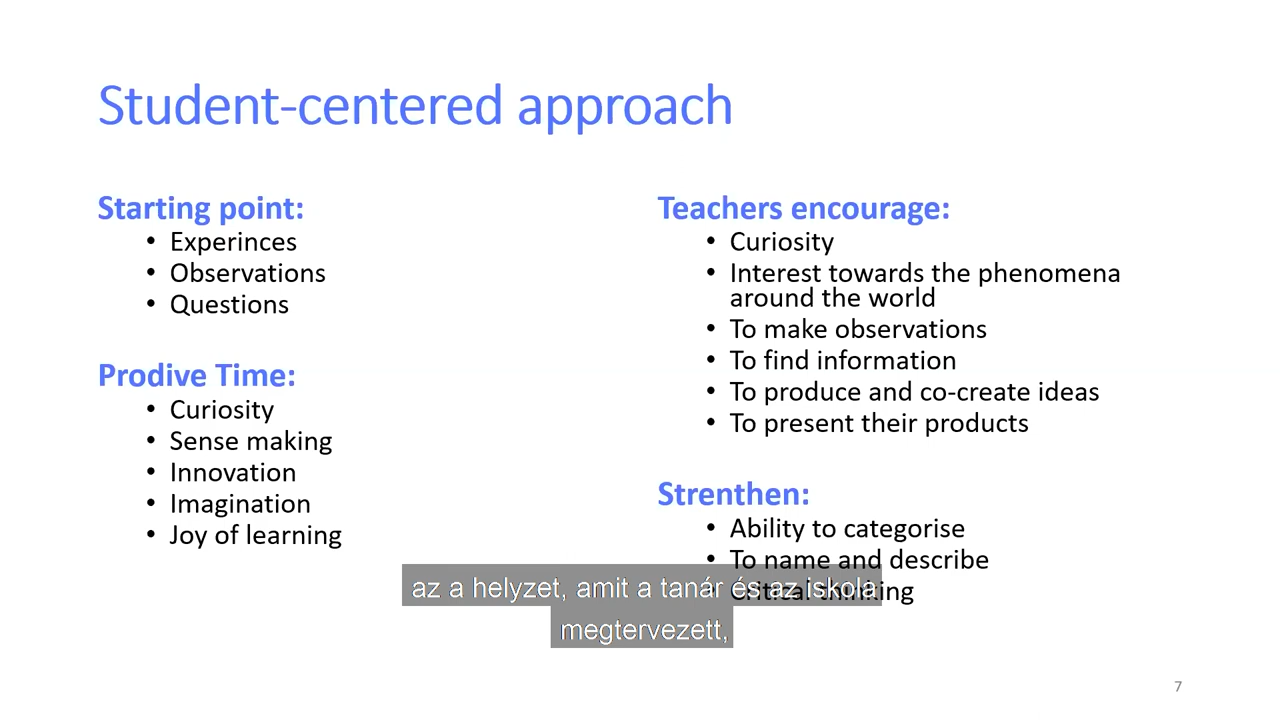 Student-centered approach
Starting point:
• Experinces
• Observations
• Questions
Prodive Time:
• Curiosity
• Sense making
• Innovation
• Imagination
• Joy of learning
Teachers encourage:
• Curiosity
• Interest towards the phenomena
around the world
• To make observations
• To find information
• To produce and co-create ideas
• To present their products
Strenthen:
• Ability to categorise
• To name and describe
• Critical thinking
az a helyzet, amit a tanár és az iskola
megtervezett,
7